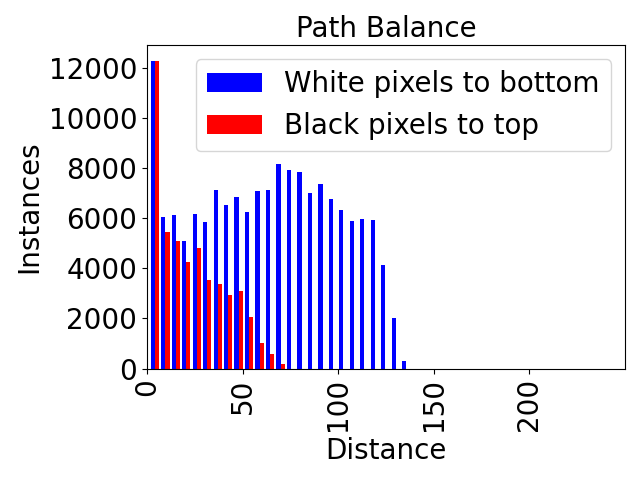 Path Balance
White pixels to bottom
Black pixels to top
Instances
12000
10000
8000
6000
4000
2000
0
0
50
100
150
200
Distance